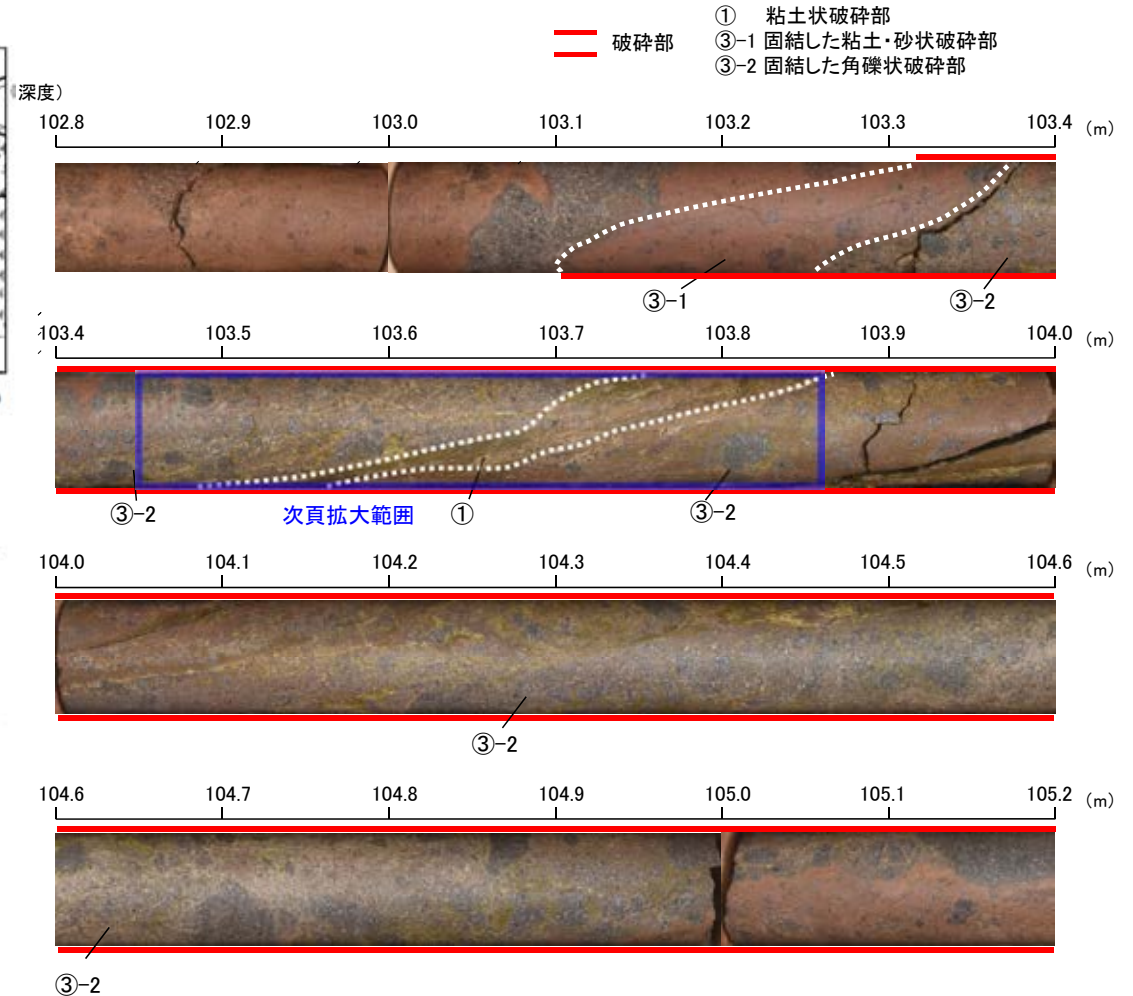 破砕部
① 粘土状破砕部
③-1 固結した粘土・砂状破砕部
③-2 固結した角礫状破砕部
深度）
102.8 102.9 103.0 103.1 103.2 103.3 103.4 （m）
③-1 ③-2
103.4 103.5 103.6 103.7 103.8 103.9 104.0 （m）
③-2 次頁拡大範囲 ① ③-2
104.0 104.1 104.2 104.3 104.4 104.5 104.6 （m）
③-2
104.6 104.7 104.8 104.9 105.0 105.1 105.2 （m）
③-2